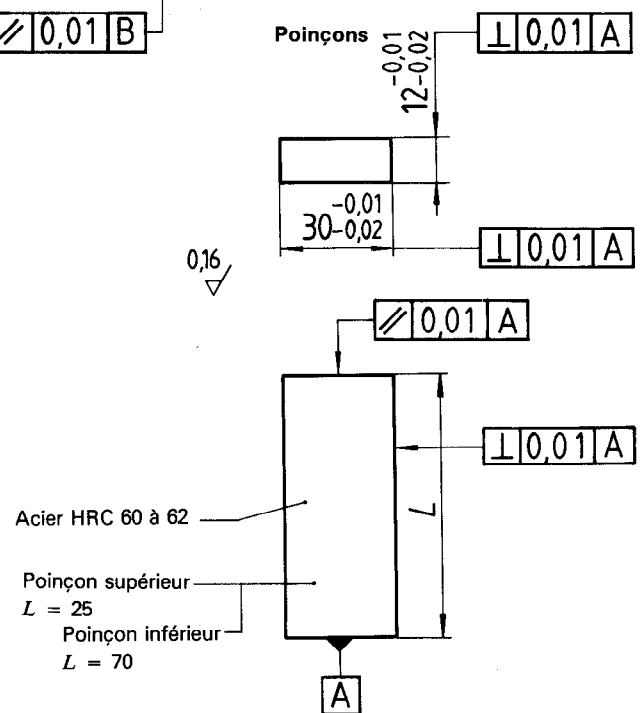 // 0,01 B
Poinçons
12 -0,01 -0,02
⊥ 0,01 A
30 -0,01 -0,02
⊥ 0,01 A
0,16
// 0,01 A
⊥ 0,01 A
L
Acier HRC 60 à 62
Poinçon supérieur
L = 25
Poinçon inférieur
L = 70
A